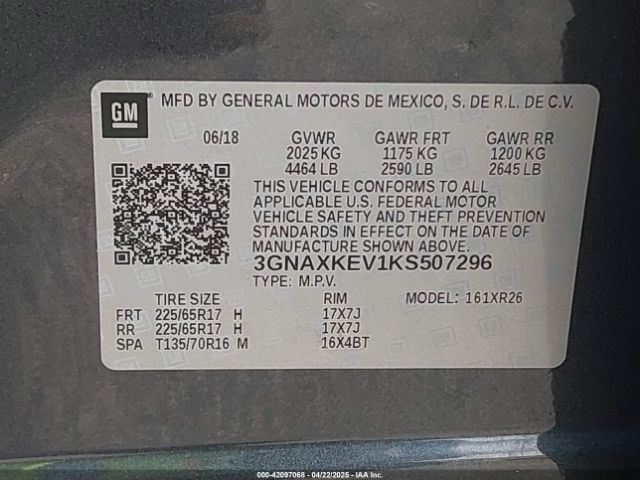 GM ® MFD BY GENERAL MOTORS DE MEXICO, S. DE R.L. DE C.V.
06/18 GVWR GAWR FRT GAWR RR
2025 KG 1175 KG 1200 KG
4464 LB 2590 LB 2645 LB
THIS VEHICLE CONFORMS TO ALL
APPLICABLE U.S. FEDERAL MOTOR
VEHICLE SAFETY AND THEFT PREVENTION
STANDARDS IN EFFECT ON THE DATE OF
MANUFACTURE SHOWN ABOVE.
3GNAXKEV1KS507296
TYPE: M.P.V.
TIRE SIZE RIM MODEL: 161XR26
FRT 225/65R17 H 17X7J
RR 225/65R17 H 17X7J
SPA T135/70R16 M 16X4BT
000-42097068 - 04/22/2025 - IAA Inc.